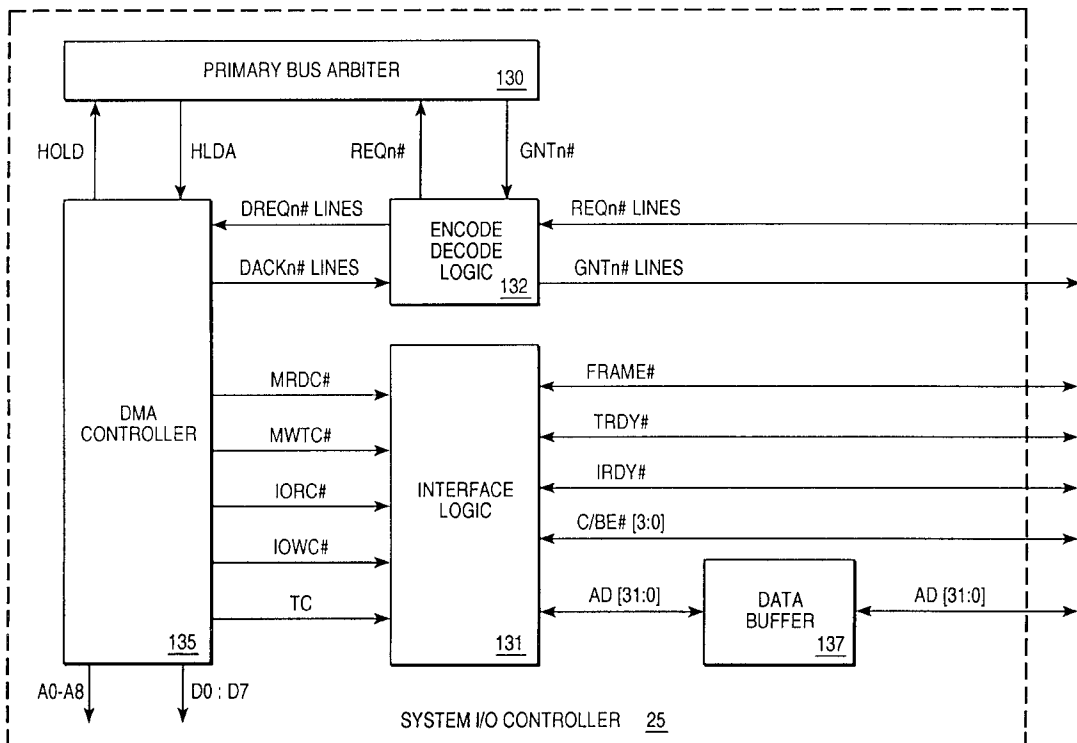 PRIMARY BUS ARBITER
130
HOLD
HLDA
REQn#
GNTn#
DREQn# LINES
DACKn# LINES
ENCODE
DECODE
LOGIC
132
REQn# LINES
GNTn# LINES
DMA
CONTROLLER
135
MRDC#
MWTC#
IORC#
IOWC#
TC
INTERFACE
LOGIC
131
FRAME#
TRDY#
IRDY#
C/BE# [3:0]
AD [31:0]
DATA
BUFFER
137
AD [31:0]
A0-A8
D0 : D7
SYSTEM I/O CONTROLLER 25